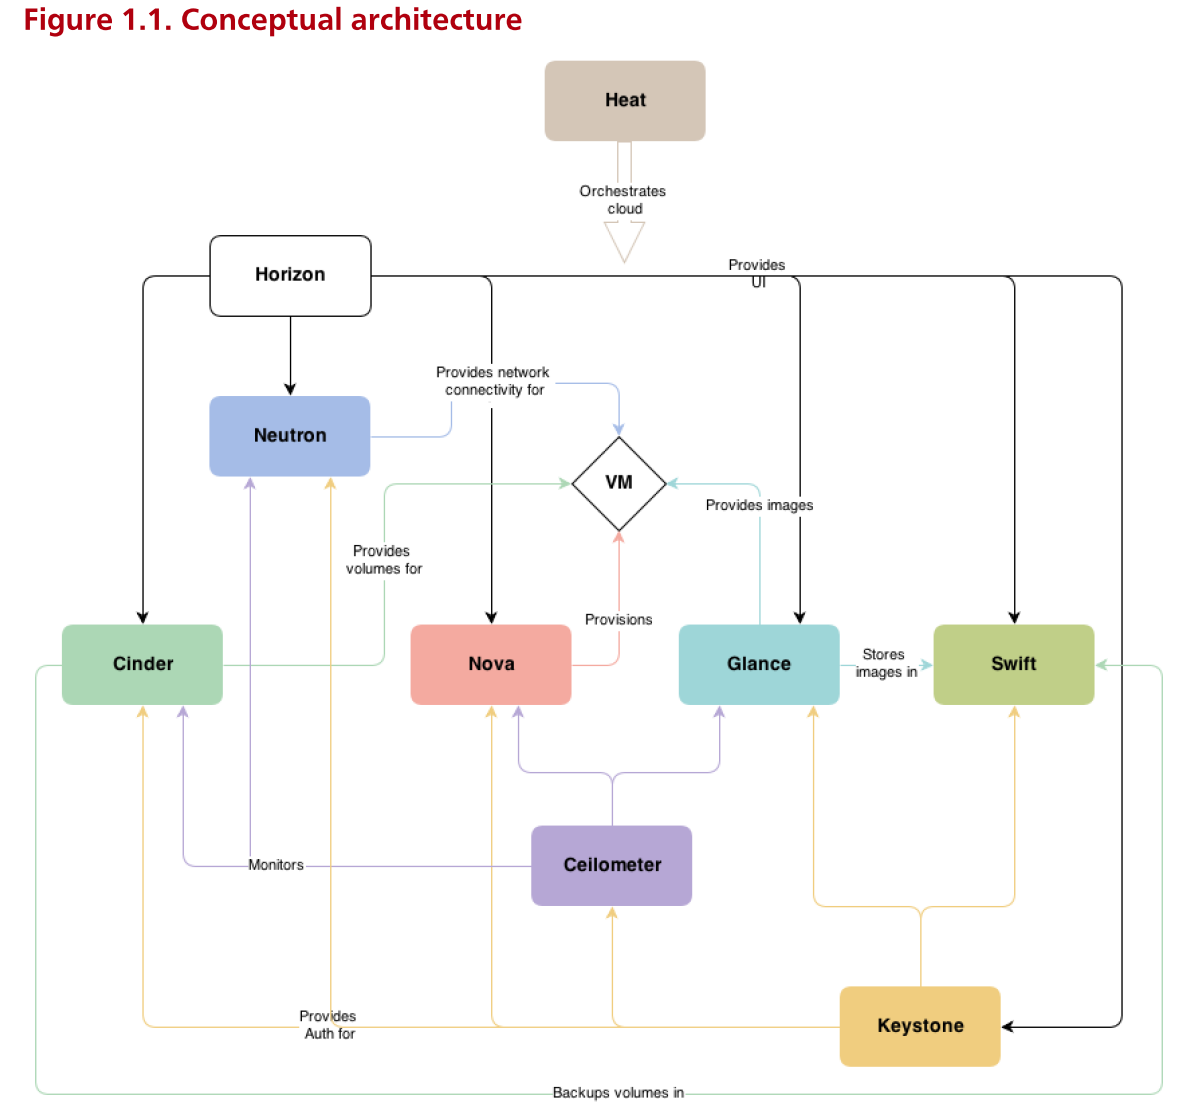 Figure 1.1. Conceptual architecture
Heat
Orchestrates
cloud
Horizon
Provides
UI
Provides network
connectivity for
Neutron
VM
Provides images
Provides
volumes for
Provisions
Cinder
Nova
Glance
Stores
images in
Swift
Monitors
Ceilometer
Provides
Auth for
Keystone
Backups volumes in